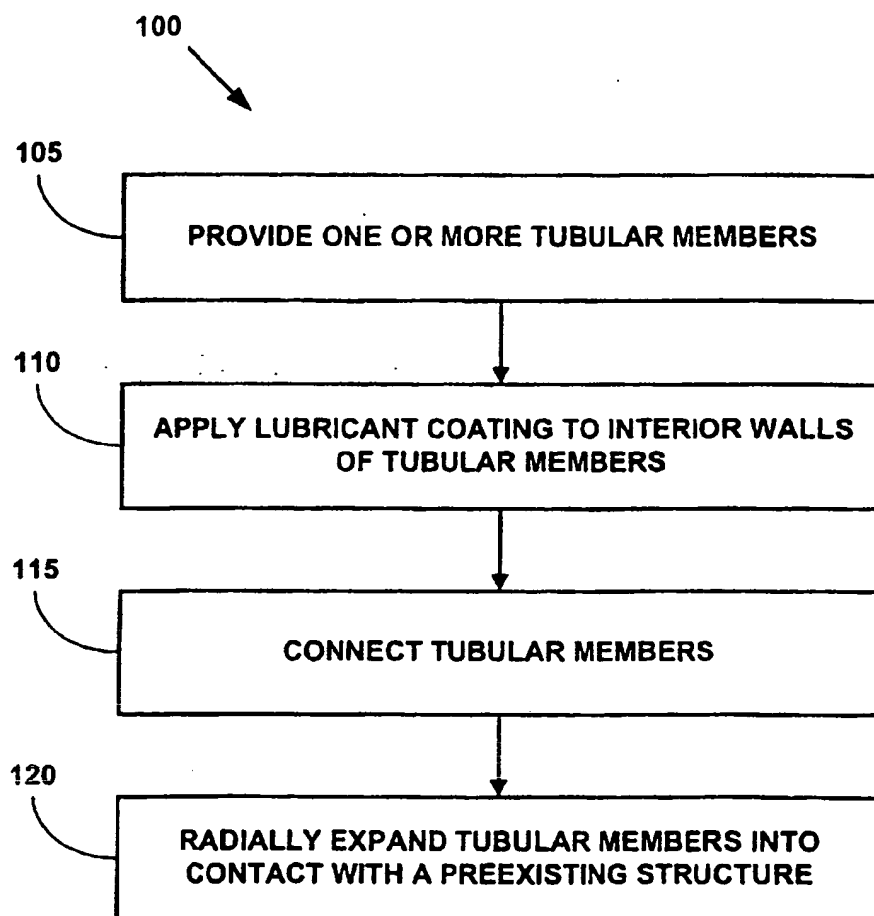 100
105
PROVIDE ONE OR MORE TUBULAR MEMBERS
110
APPLY LUBRICANT COATING TO INTERIOR WALLS
OF TUBULAR MEMBERS
115
CONNECT TUBULAR MEMBERS
120
RADIALLY EXPAND TUBULAR MEMBERS INTO
CONTACT WITH A PREEXISTING STRUCTURE